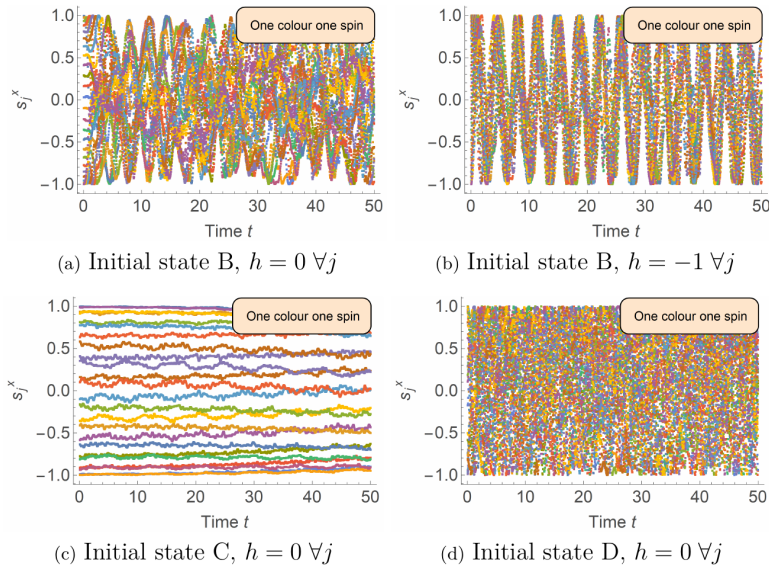 1.0
0.5
0.0
−0.5
−1.0
s_j^x
One colour one spin
0 10 20 30 40 50
Time t
(a) Initial state B, h = 0 ∀j
1.0
0.5
0.0
−0.5
−1.0
s_j^x
One colour one spin
0 10 20 30 40 50
Time t
(b) Initial state B, h = −1 ∀j
1.0
0.5
0.0
−0.5
−1.0
s_j^x
One colour one spin
0 10 20 30 40 50
Time t
(c) Initial state C, h = 0 ∀j
1.0
0.5
0.0
−0.5
−1.0
s_j^x
One colour one spin
0 10 20 30 40 50
Time t
(d) Initial state D, h = 0 ∀j